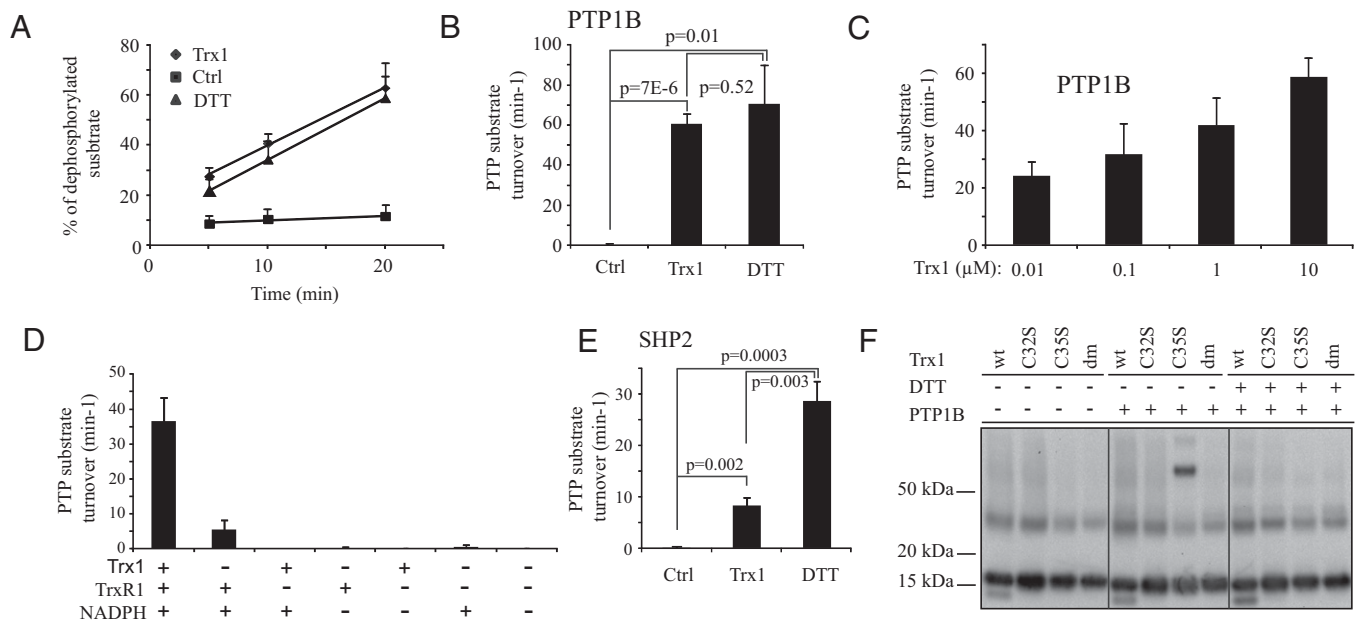 A
% of dephosphorylated
susbtrate
80
60
40
20
0
0
10
20
Time (min)
Trx1
Ctrl
DTT
B
PTP1B
PTP substrate
turnover (min-1)
100
80
60
40
20
0
p=0.01
p=7E-6
p=0.52
Ctrl
Trx1
DTT
C
PTP1B
PTP substrate
turnover (min-1)
60
40
20
0
Trx1 (µM):
0.01
0.1
1
10
D
PTP substrate
turnover (min-1)
50
40
30
20
10
0
Trx1 + - + - + - -
TrxR1 + + - + - - -
NADPH + + + - - + -
E
SHP2
PTP substrate
turnover (min-1)
30
20
10
0
p=0.0003
p=0.003
p=0.002
Ctrl
Trx1
DTT
F
Trx1 wt C32S C35S dm wt C32S C35S dm wt C32S C35S dm
DTT - - - - - - - - + + + +
PTP1B - - - - + + + + + + + +
50 kDa
20 kDa
15 kDa